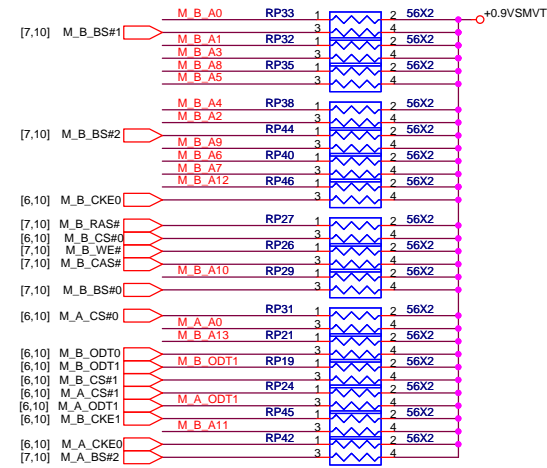 M_B_A0 RP33 1 2 56X2 +0.9VSMVT
[7,10] M_B_BS#1 3 4
M_B_A1 RP32 1 2 56X2
M_B_A3 3 4
M_B_A8 RP35 1 2 56X2
M_B_A5 3 4
M_B_A4 RP38 1 2 56X2
M_B_A2 3 4
[7,10] M_B_BS#2 RP44 1 2 56X2
M_B_A9 3 4
M_B_A6 RP40 1 2 56X2
M_B_A7 3 4
M_B_A12 RP46 1 2 56X2
[6,10] M_B_CKE0 3 4
[7,10] M_B_RAS# RP27 1 2 56X2
[6,10] M_B_CS#0 3 4
[7,10] M_B_WE# RP26 1 2 56X2
[7,10] M_B_CAS# 3 4
M_B_A10 RP29 1 2 56X2
[7,10] M_B_BS#0 3 4
[6,10] M_A_CS#0 RP31 1 2 56X2
M_A_A0 3 4
M_B_A13 RP21 1 2 56X2
[6,10] M_B_ODT0 3 4
[6,10] M_B_ODT1 M_B_ODT1 RP19 1 2 56X2
[6,10] M_B_CS#1 3 4
[6,10] M_A_CS#1 RP24 1 2 56X2
[6,10] M_A_ODT1 M_A_ODT1 3 4
[6,10] M_B_CKE1 RP45 1 2 56X2
M_B_A11 3 4
[6,10] M_A_CKE0 RP42 1 2 56X2
[7,10] M_A_BS#2 3 4